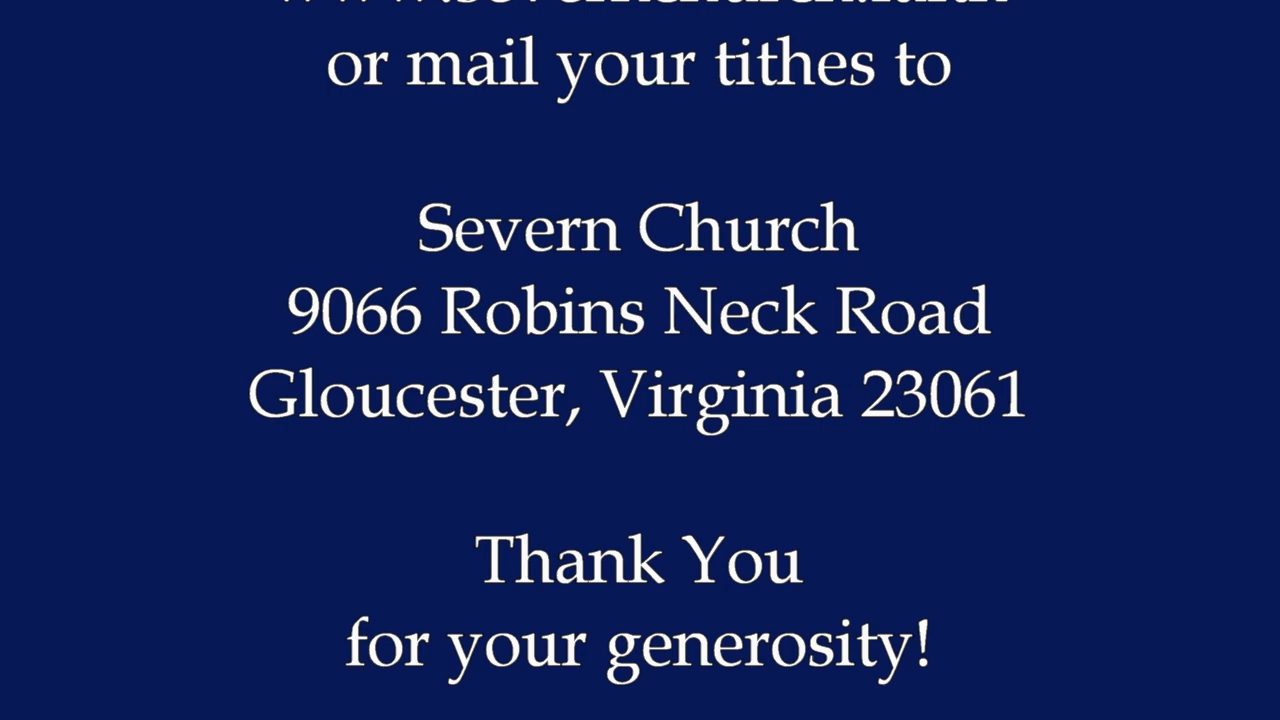 or mail your tithes to
Severn Church
9066 Robins Neck Road
Gloucester, Virginia 23061
Thank You
for your generosity!